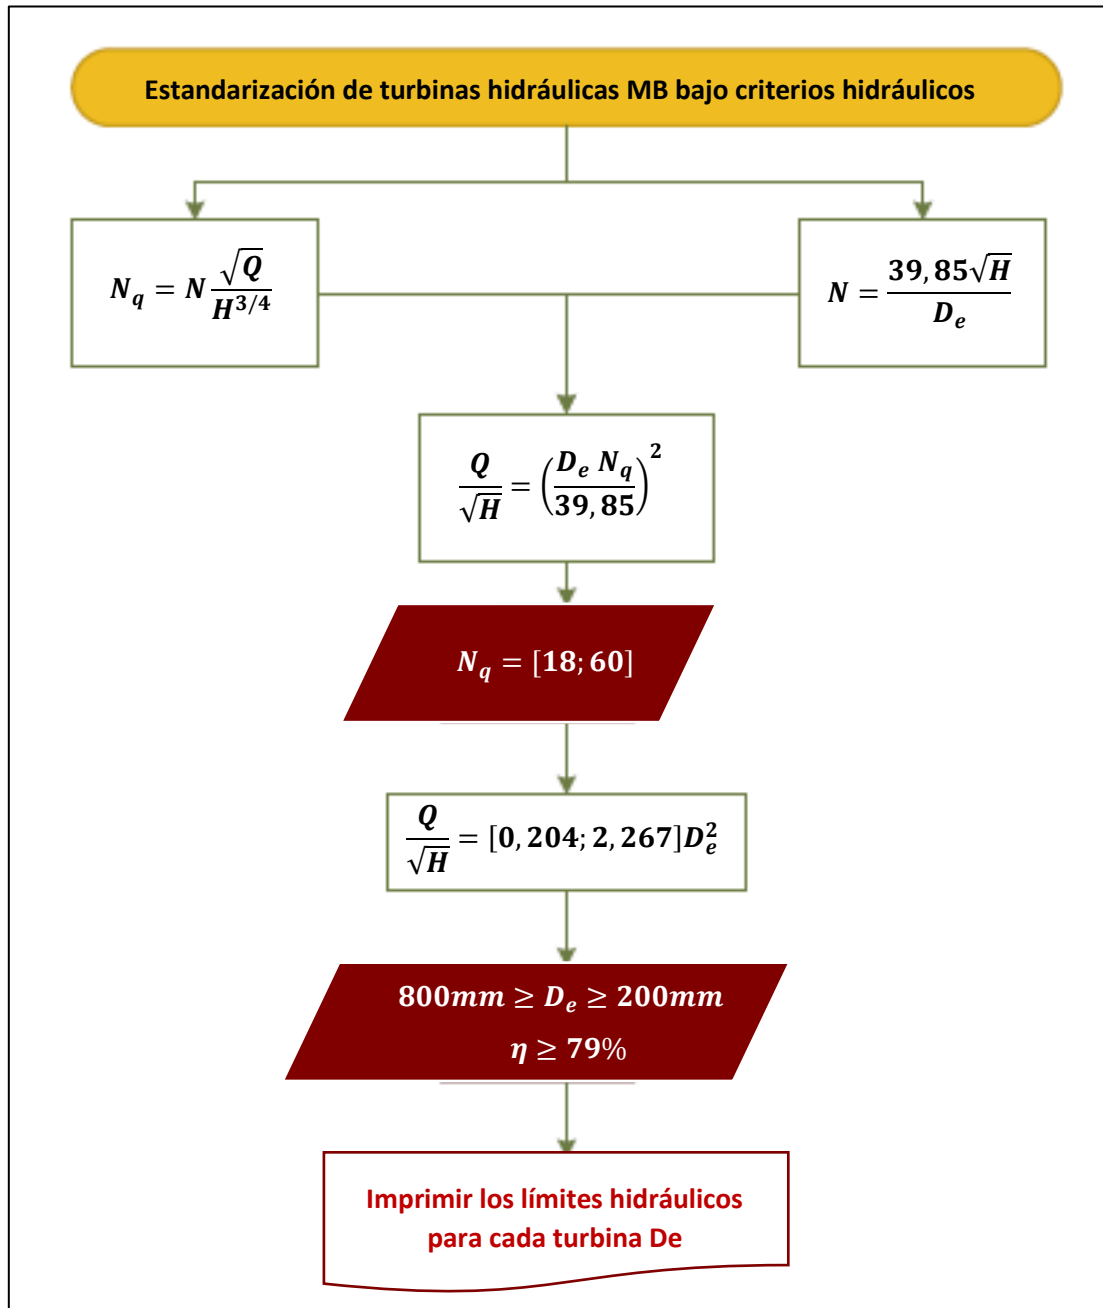 Estandarización de turbinas hidráulicas MB bajo criterios hidráulicos
N_q = N √Q / H^{3/4}
N = 39,85√H / D_e
Q / √H = (D_e N_q / 39,85)^2
N_q = [18; 60]
Q / √H = [0, 204; 2, 267]D_e^2
800mm ≥ D_e ≥ 200mm
η ≥ 79%
Imprimir los límites hidráulicos
para cada turbina De